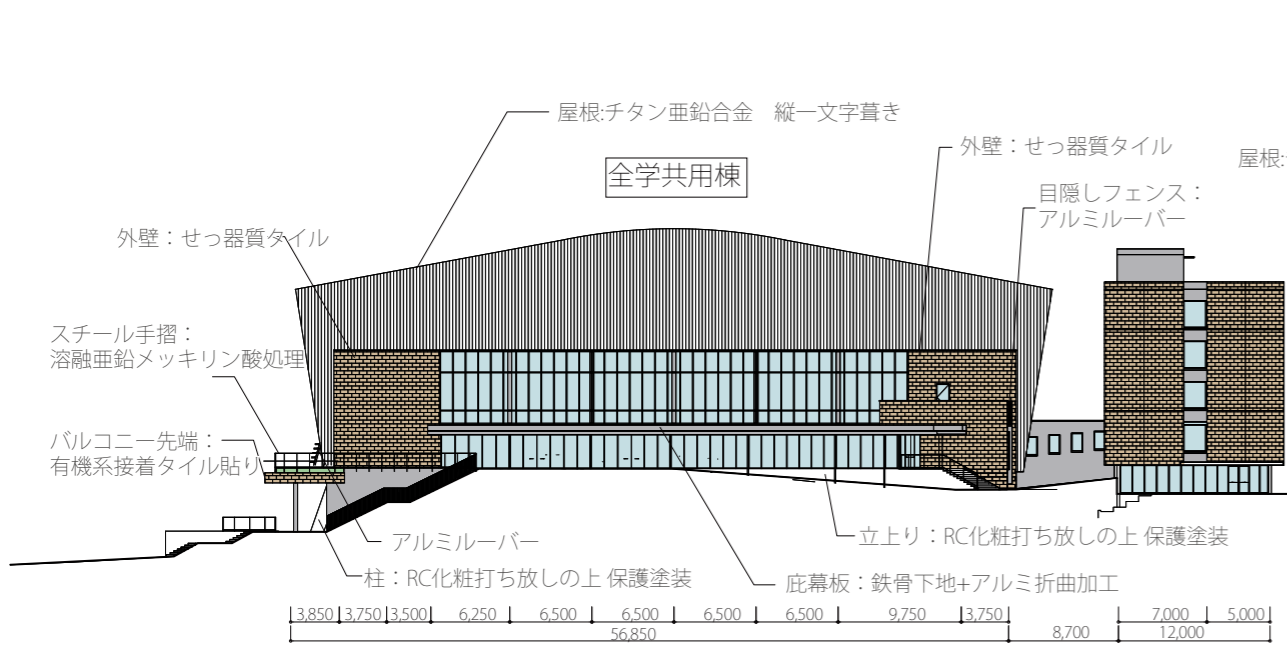 屋根:チタン亜鉛合金　縦一文字葺き
外壁：せっ器質タイル
屋根:
全学共用棟
目隠しフェンス：
アルミルーバー
外壁：せっ器質タイル
スチール手摺：
溶融亜鉛メッキリン酸処理
バルコニー先端：
有機系接着タイル貼り
アルミルーバー
立上り：RC化粧打ち放しの上 保護塗装
柱：RC化粧打ち放しの上 保護塗装
庇幕板：鉄骨下地+アルミ折曲加工
3,850 3,750 3,500 6,250 6,500 6,500 6,500 6,500 9,750 3,750 7,000 5,000
56,850 8,700 12,000